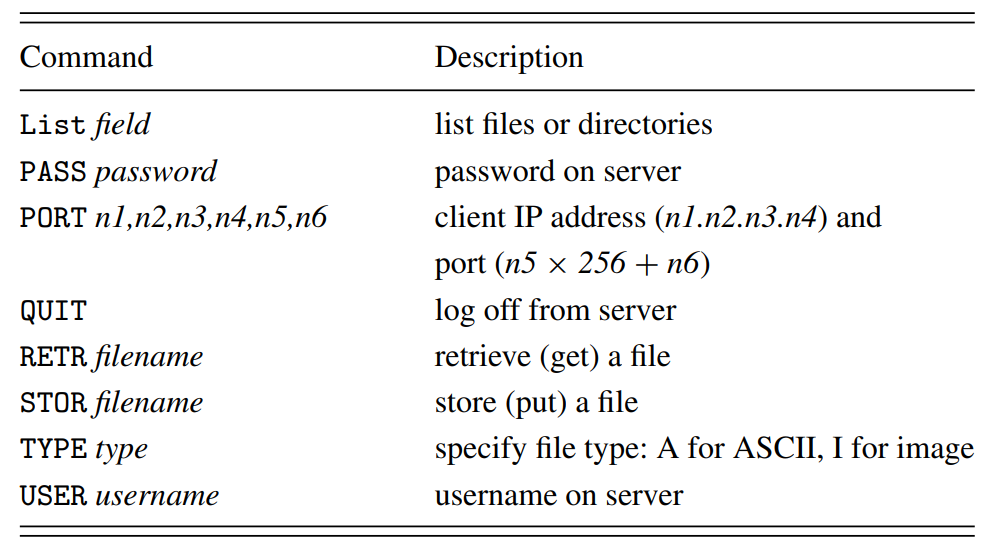 Command Description
List field list files or directories
PASS password password on server
PORT n1,n2,n3,n4,n5,n6 client IP address (n1.n2.n3.n4) and
port (n5 × 256 + n6)
QUIT log off from server
RETR filename retrieve (get) a file
STOR filename store (put) a file
TYPE type specify file type: A for ASCII, I for image
USER username username on server